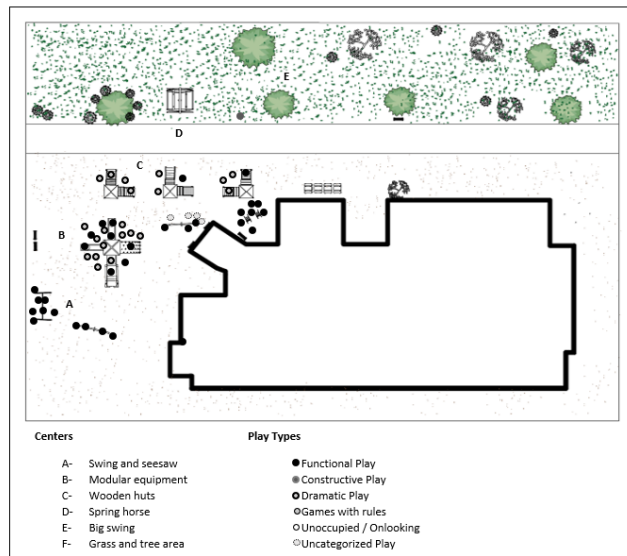 E
D
C
B
A
Centers Play Types
A- Swing and seesaw Functional Play
B- Modular equipment Constructive Play
C- Wooden huts Dramatic Play
D- Spring horse Games with rules
E- Big swing Unoccupied / Onlooking
F- Grass and tree area Uncategorized Play